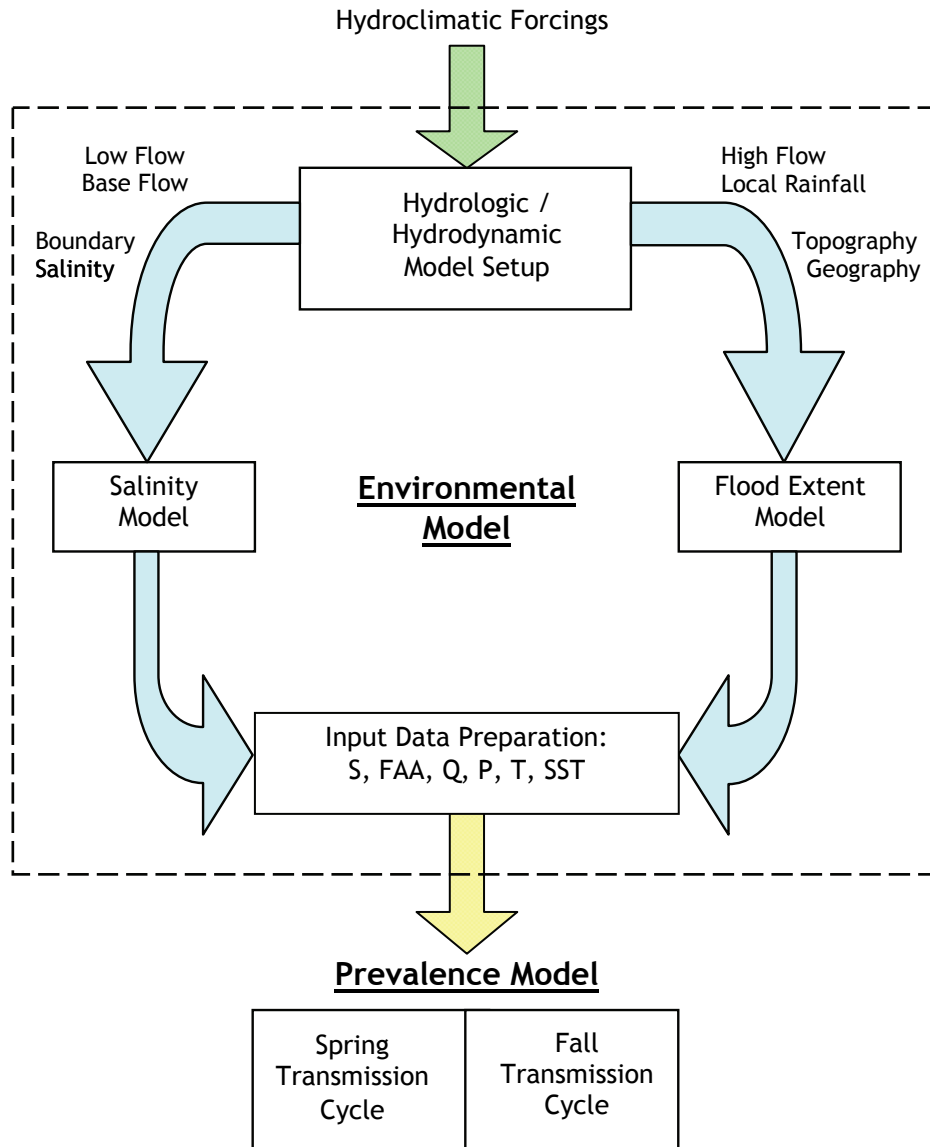 Hydroclimatic Forcings
Low Flow
Base Flow
High Flow
Local Rainfall
Hydrologic /
Hydrodynamic
Model Setup
Boundary
Salinity
Topography
Geography
Salinity
Model
Environmental
Model
Flood Extent
Model
Input Data Preparation:
S, FAA, Q, P, T, SST
Prevalence Model
Spring
Transmission
Cycle
Fall
Transmission
Cycle